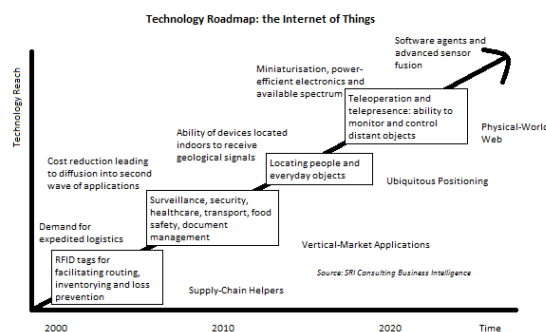 Technology Roadmap: the Internet of Things
Software agents and
advanced sensor
fusion
Miniaturisation, power-
efficient electronics and
available spectrum
Technology Reach
Teleoperation and
telepresence: ability to
monitor and control
distant objects
Physical-World
Web
Ability of devices located
indoors to receive
geological signals
Locating people and
everyday objects
Ubiquitous Positioning
Cost reduction leading
to diffusion into second
wave of applications
Surveillance, security,
healthcare, transport, food
safety, document
management
Vertical-Market Applications
Demand for
expedited logistics
RFID tags for
facilitating routing,
inventorying and loss
prevention
Source: SRI Consulting Business Intelligence
Supply-Chain Helpers
2000 2010 2020 Time